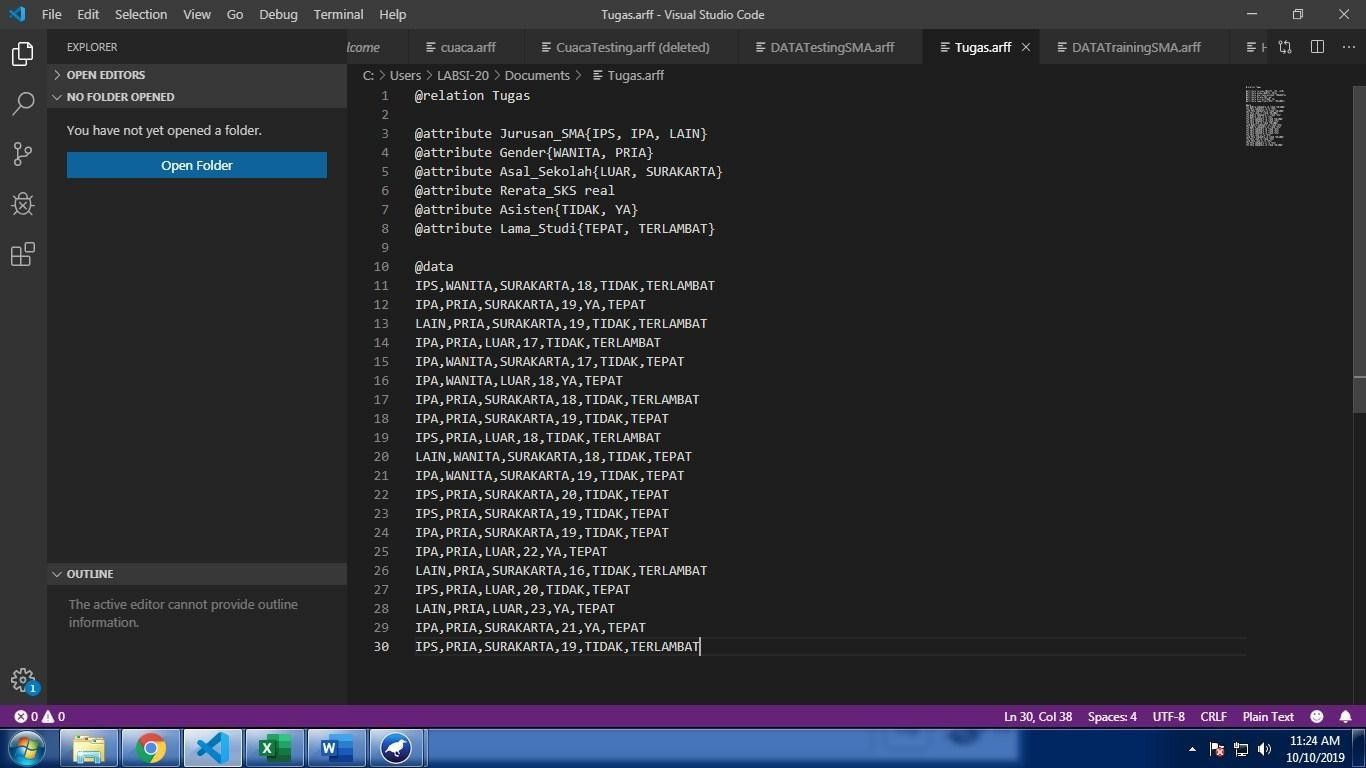 File Edit Selection View Go Debug Terminal Help Tugas.arff - Visual Studio Code
EXPLORER
OPEN EDITORS
NO FOLDER OPENED
You have not yet opened a folder.
Open Folder
OUTLINE
The active editor cannot provide outline
information.
lcome cuaca.arff CuacaTesting.arff (deleted) DATATestingSMA.arff Tugas.arff DATATrainingSMA.arff H
C: > Users > LABSI-20 > Documents > Tugas.arff
1 @relation Tugas
2
3 @attribute Jurusan_SMA{IPS, IPA, LAIN}
4 @attribute Gender{WANITA, PRIA}
5 @attribute Asal_Sekolah{LUAR, SURAKARTA}
6 @attribute Rerata_SKS real
7 @attribute Asisten{TIDAK, YA}
8 @attribute Lama_Studi{TEPAT, TERLAMBAT}
9
10 @data
11 IPS,WANITA,SURAKARTA,18,TIDAK,TERLAMBAT
12 IPA,PRIA,SURAKARTA,19,YA,TEPAT
13 LAIN,PRIA,SURAKARTA,19,TIDAK,TERLAMBAT
14 IPA,PRIA,LUAR,17,TIDAK,TERLAMBAT
15 IPA,WANITA,SURAKARTA,17,TIDAK,TEPAT
16 IPA,WANITA,LUAR,18,YA,TEPAT
17 IPA,PRIA,SURAKARTA,18,TIDAK,TERLAMBAT
18 IPA,PRIA,SURAKARTA,19,TIDAK,TEPAT
19 IPS,PRIA,LUAR,18,TIDAK,TERLAMBAT
20 LAIN,WANITA,SURAKARTA,18,TIDAK,TEPAT
21 IPA,WANITA,SURAKARTA,19,TIDAK,TEPAT
22 IPS,PRIA,SURAKARTA,20,TIDAK,TEPAT
23 IPS,PRIA,SURAKARTA,19,TIDAK,TEPAT
24 IPA,PRIA,SURAKARTA,19,TIDAK,TEPAT
25 IPA,PRIA,LUAR,22,YA,TEPAT
26 LAIN,PRIA,SURAKARTA,16,TIDAK,TERLAMBAT
27 IPS,PRIA,LUAR,20,TIDAK,TEPAT
28 LAIN,PRIA,LUAR,23,YA,TEPAT
29 IPA,PRIA,SURAKARTA,21,YA,TEPAT
30 IPS,PRIA,SURAKARTA,19,TIDAK,TERLAMBAT
1
0 0 Ln 30, Col 38 Spaces: 4 UTF-8 CRLF Plain Text
11:24 AM
10/10/2019